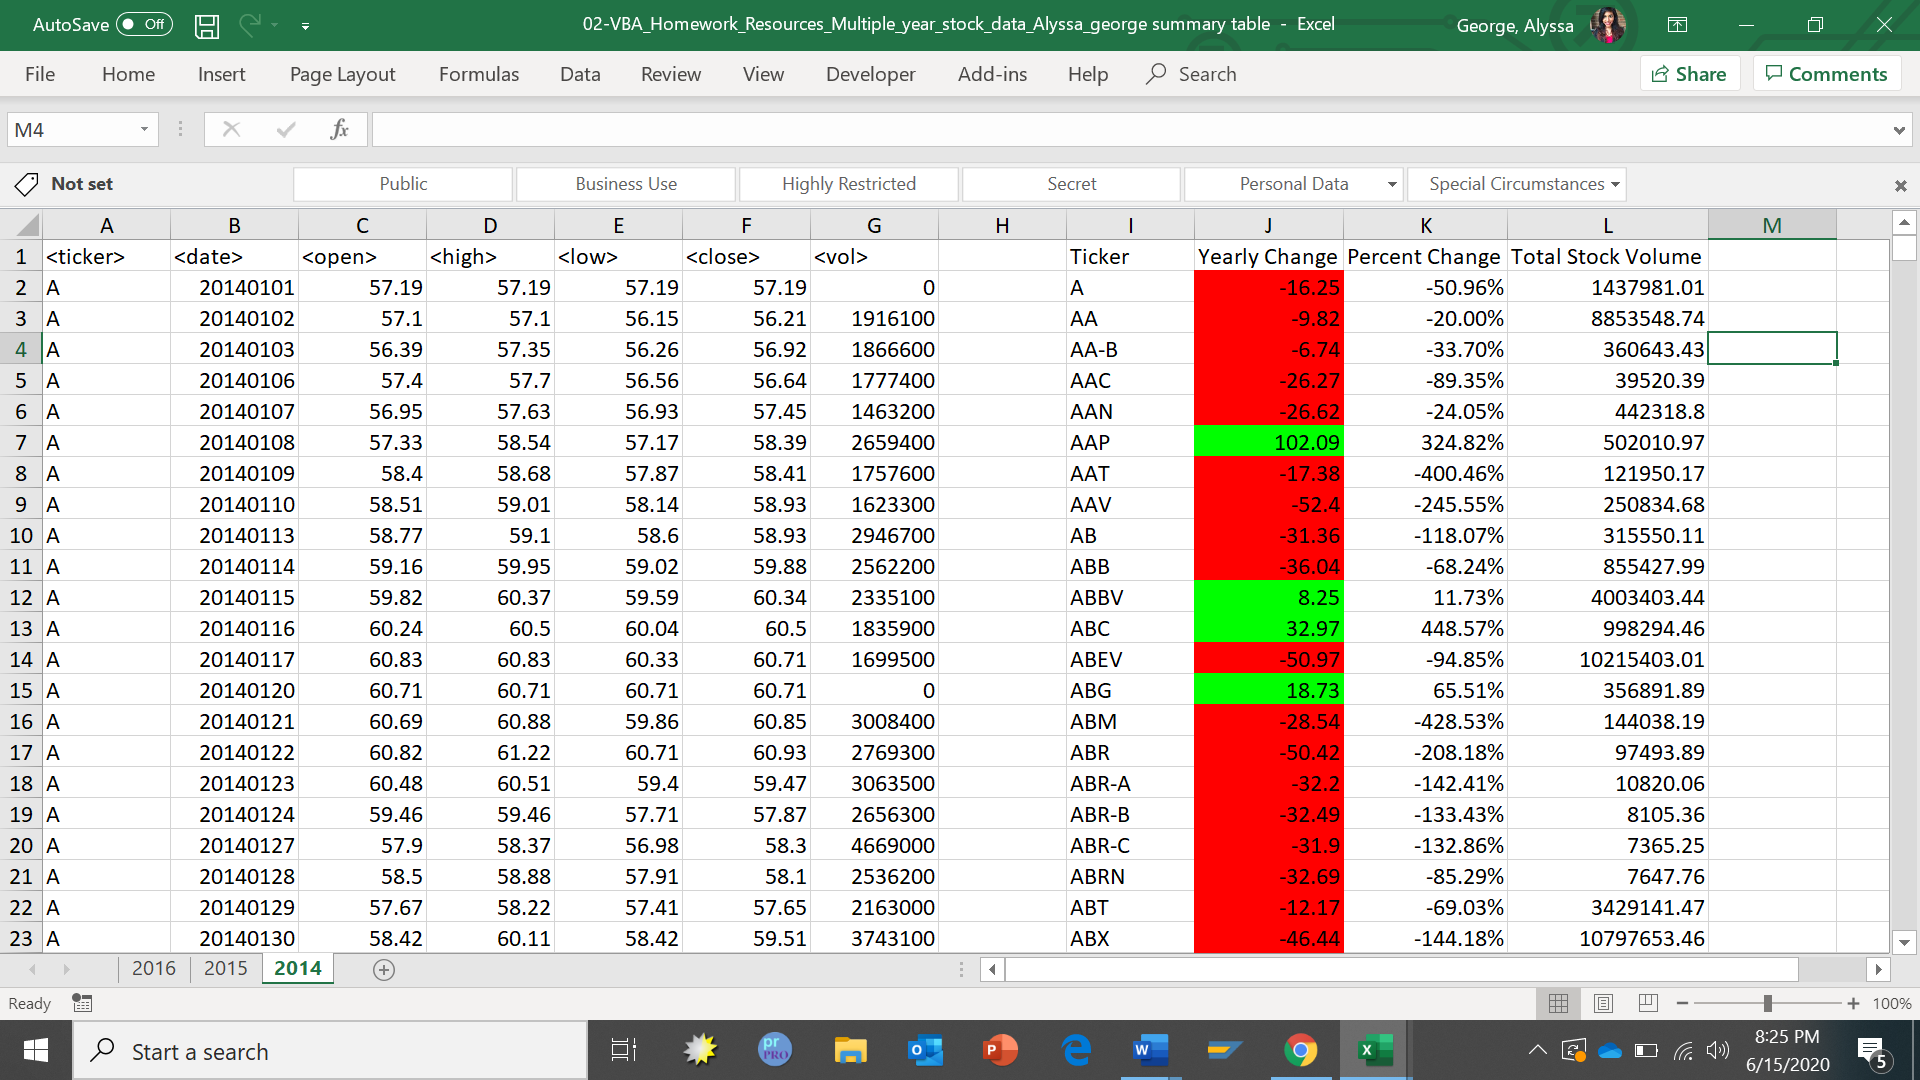 AutoSave Off 02-VBA_Homework_Resources_Multiple_year_stock_data_Alyssa_george summary table - Excel George, Alyssa
File Home Insert Page Layout Formulas Data Review View Developer Add-ins Help Search Share Comments
M4 fx
Not set Public Business Use Highly Restricted Secret Personal Data Special Circumstances
A B C D E F G H I J K L M
1 <ticker> <date> <open> <high> <low> <close> <vol> Ticker Yearly Change Percent Change Total Stock Volume
2 A 20140101 57.19 57.19 57.19 57.19 0 A -16.25 -50.96% 1437981.01
3 A 20140102 57.1 57.1 56.15 56.21 1916100 AA -9.82 -20.00% 8853548.74
4 A 20140103 56.39 57.35 56.26 56.92 1866600 AA-B -6.74 -33.70% 360643.43
5 A 20140106 57.4 57.7 56.56 56.64 1777400 AAC -26.27 -89.35% 39520.39
6 A 20140107 56.95 57.63 56.93 57.45 1463200 AAN -26.62 -24.05% 442318.8
7 A 20140108 57.33 58.54 57.17 58.39 2659400 AAP 102.09 324.82% 502010.97
8 A 20140109 58.4 58.68 57.87 58.41 1757600 AAT -17.38 -400.46% 121950.17
9 A 20140110 58.51 59.01 58.14 58.93 1623300 AAV -52.4 -245.55% 250834.68
10 A 20140113 58.77 59.1 58.6 58.93 2946700 AB -31.36 -118.07% 315550.11
11 A 20140114 59.16 59.95 59.02 59.88 2562200 ABB -36.04 -68.24% 855427.99
12 A 20140115 59.82 60.37 59.59 60.34 2335100 ABBV 8.25 11.73% 4003403.44
13 A 20140116 60.24 60.5 60.04 60.5 1835900 ABC 32.97 448.57% 998294.46
14 A 20140117 60.83 60.83 60.33 60.71 1699500 ABEV -50.97 -94.85% 10215403.01
15 A 20140120 60.71 60.71 60.71 60.71 0 ABG 18.73 65.51% 356891.89
16 A 20140121 60.69 60.88 59.86 60.85 3008400 ABM -28.54 -428.53% 144038.19
17 A 20140122 60.82 61.22 60.71 60.93 2769300 ABR -50.42 -208.18% 97493.89
18 A 20140123 60.48 60.51 59.4 59.47 3063500 ABR-A -32.2 -142.41% 10820.06
19 A 20140124 59.46 59.46 57.71 57.87 2656300 ABR-B -32.49 -133.43% 8105.36
20 A 20140127 57.9 58.37 56.98 58.3 4669000 ABR-C -31.9 -132.86% 7365.25
21 A 20140128 58.5 58.88 57.91 58.1 2536200 ABRN -32.69 -85.29% 7647.76
22 A 20140129 57.67 58.22 57.41 57.65 2163000 ABT -12.17 -69.03% 3429141.47
23 A 20140130 58.42 60.11 58.42 59.51 3743100 ABX -46.44 -144.18% 10797653.46
2016 2015 2014
Ready 100%
Start a search pr PRO O P W X 8:25 PM
6/15/2020 5